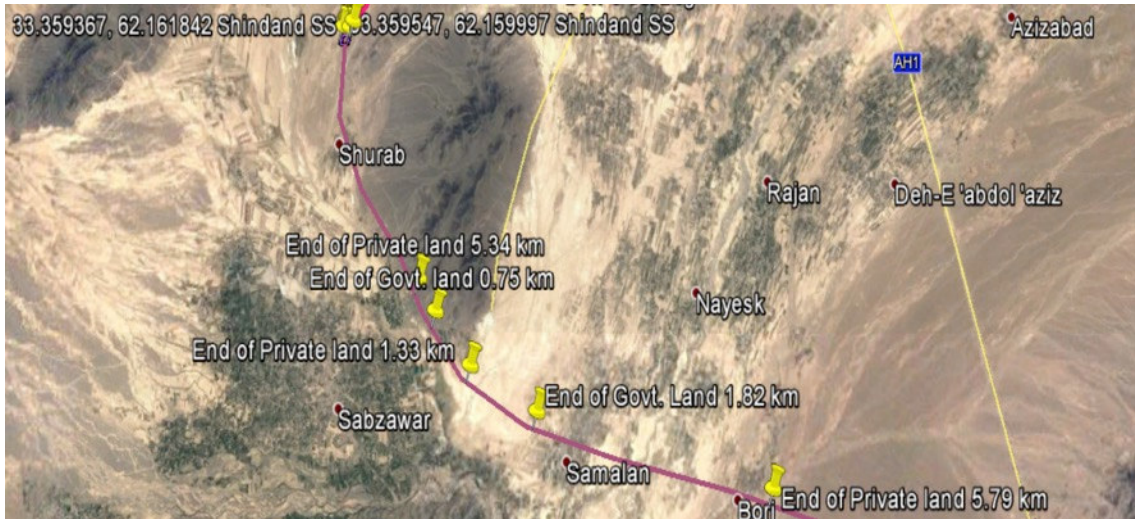 33.359367, 62.161842 Shindand SS
33.359547, 62.159997 Shindand SS
Azizabad
AH1
Shurab
Rajan
Deh-E 'abdol 'aziz
End of Private land 5.34 km
End of Govt. land 0.75 km
Nayesk
End of Private land 1.33 km
End of Govt. Land 1.82 km
Sabzawar
Samalan
End of Private land 5.79 km